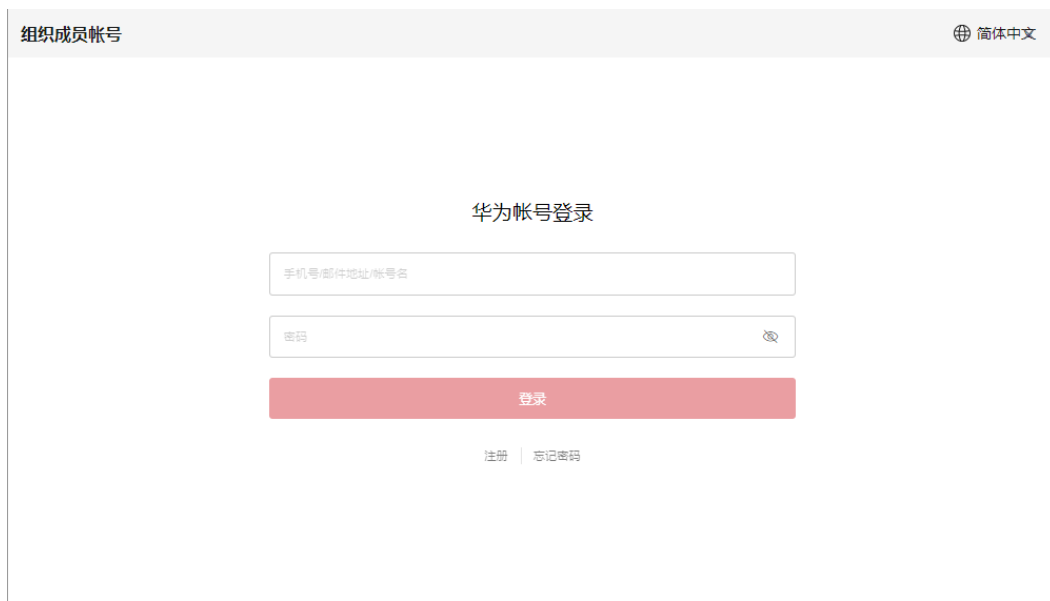 组织成员帐号
简体中文
华为帐号登录
手机号/邮件地址/帐号名
密码
登录
注册
忘记密码